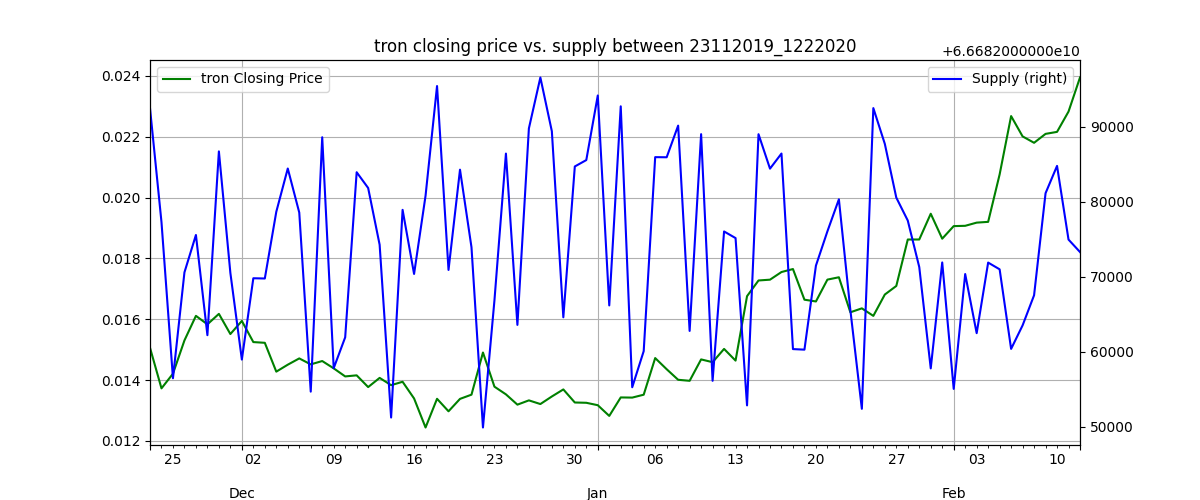 tron closing price vs. supply between 23112019_1222020
+6.6682000000e10
tron Closing Price
Supply (right)
0.024
0.022
0.020
0.018
0.016
0.014
0.012
90000
80000
70000
60000
50000
25 02 09 16 23 30 06 13 20 27 03 10
Dec Jan Feb